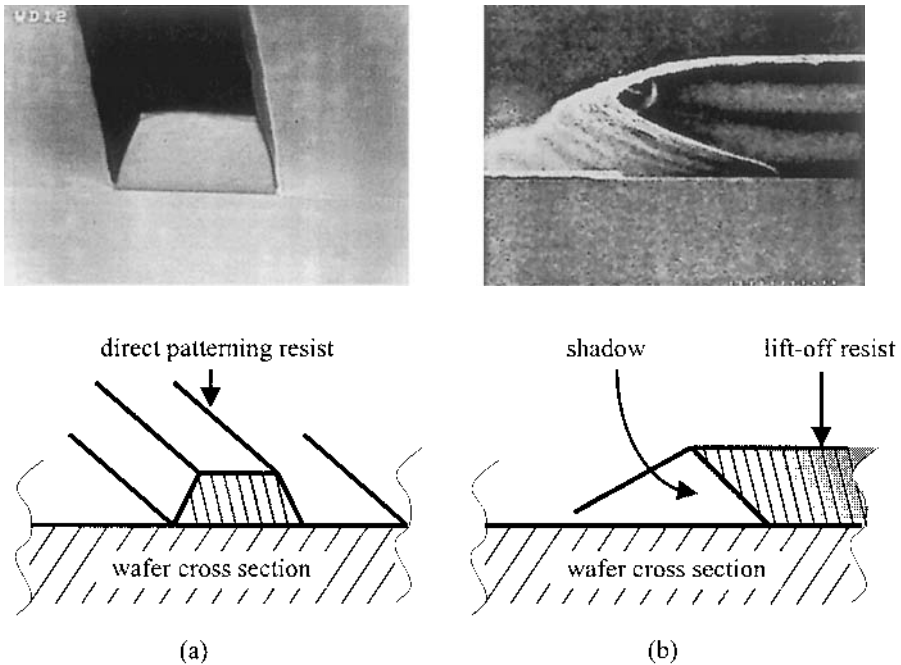 WD12
direct patterning resist
shadow
lift-off resist
wafer cross section
wafer cross section
(a)
(b)